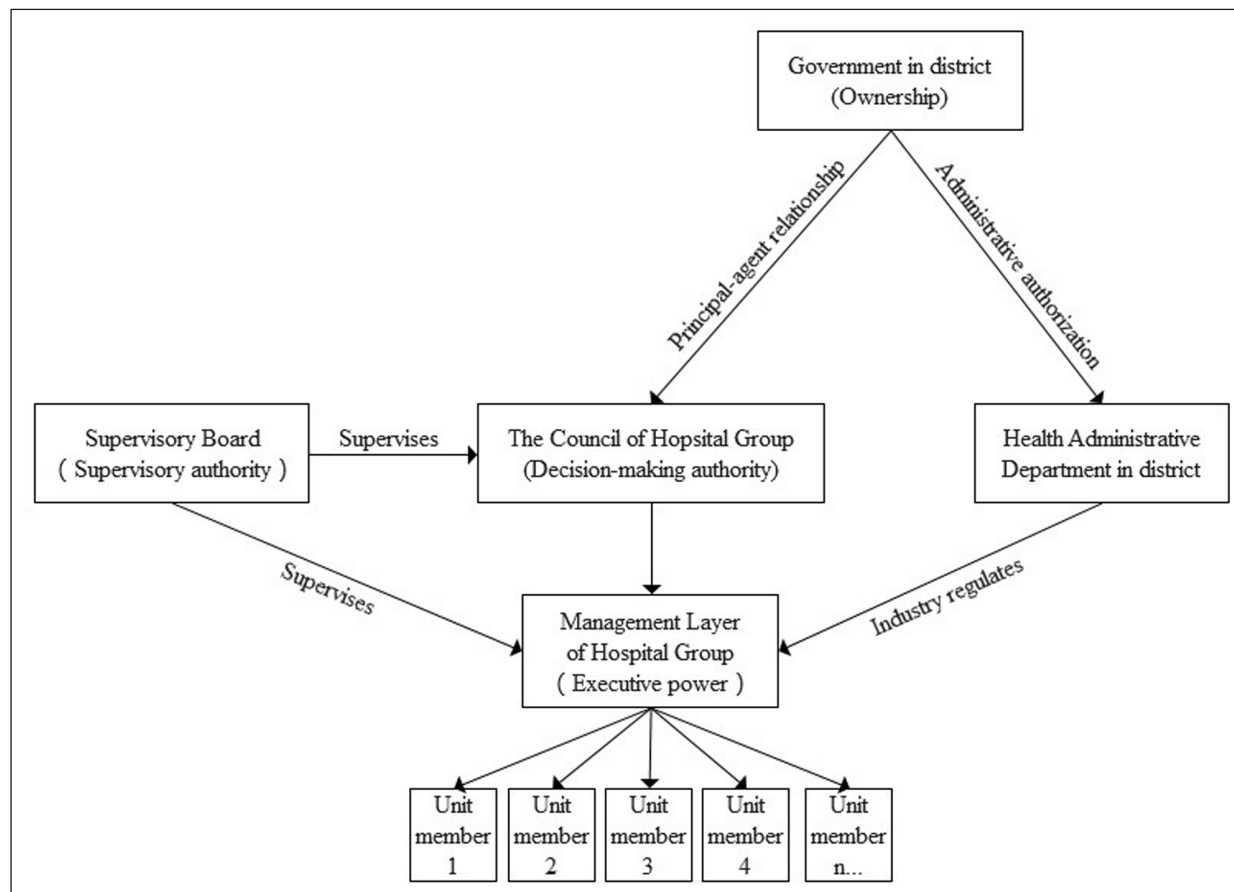 Government in district
(Ownership)
Principal-agent relationship
Administrative authorization
Supervisory Board
( Supervisory authority )
Supervises
The Council of Hopsital Group
(Decision-making authority)
Health Administrative
Department in district
Supervises
Industry regulates
Management Layer
of Hospital Group
( Executive power )
Unit
member
1
Unit
member
2
Unit
member
3
Unit
member
4
Unit
member
n...